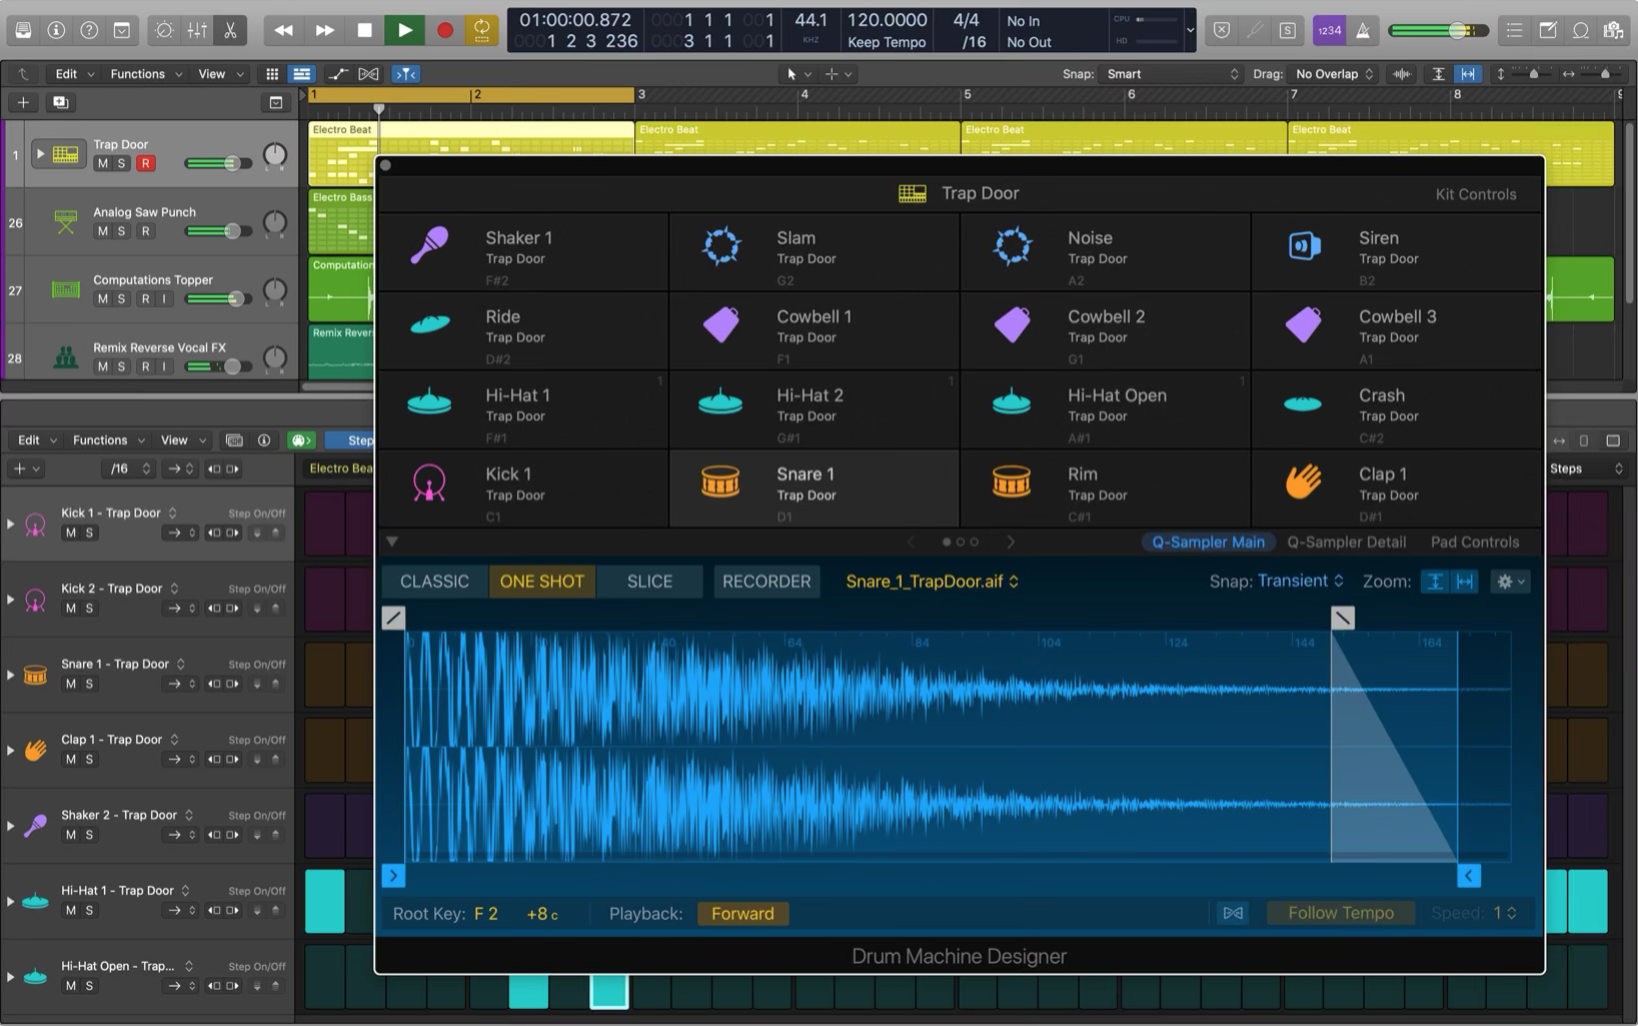 01:00:00.872
1 2 3 236
1 1 1 001
3 1 1 001
44.1
KHZ
120.0000
Keep Tempo
4/4
/16
No In
No Out
CPU
HD
S
1234
Edit
Functions
View
Snap: Smart
Drag: No Overlap
1
2
3
4
5
6
7
8
9
1
Trap Door
M S R
Electro Beat
Electro Beat
Electro Beat
Electro Beat
26
Analog Saw Punch
M S R
Electro Bass
27
Computations Topper
M S R I
Computation
28
Remix Reverse Vocal FX
M S R I
Remix Rever
Trap Door
Kit Controls
Shaker 1
Trap Door
F#2
Slam
Trap Door
G2
Noise
Trap Door
A2
Siren
Trap Door
B2
Ride
Trap Door
D#2
Cowbell 1
Trap Door
F1
Cowbell 2
Trap Door
G1
Cowbell 3
Trap Door
A1
Hi-Hat 1
Trap Door
F#1
1
Hi-Hat 2
Trap Door
G#1
1
Hi-Hat Open
Trap Door
A#1
1
Crash
Trap Door
C#2
Kick 1
Trap Door
C1
Snare 1
Trap Door
D1
Rim
Trap Door
C#1
Clap 1
Trap Door
D#1
Q-Sampler Main
Q-Sampler Detail
Pad Controls
CLASSIC
ONE SHOT
SLICE
RECORDER
Snare_1_TrapDoor.aif
Snap: Transient
Zoom:
0
40
64
84
104
124
144
164
Root Key: F 2
+8 c
Playback: Forward
Follow Tempo
Speed: 1
Drum Machine Designer
Edit
Functions
View
Step
/16
Electro Bea
Steps
Kick 1 - Trap Door
Step On/Off
M S
Kick 2 - Trap Door
Step On/Off
M S
Snare 1 - Trap Door
Step On/Off
M S
Clap 1 - Trap Door
Step On/Off
M S
Shaker 2 - Trap Door
Step On/Off
M S
Hi-Hat 1 - Trap Door
Step On/Off
M S
Hi-Hat Open - Trap...
Step On/Off
M S